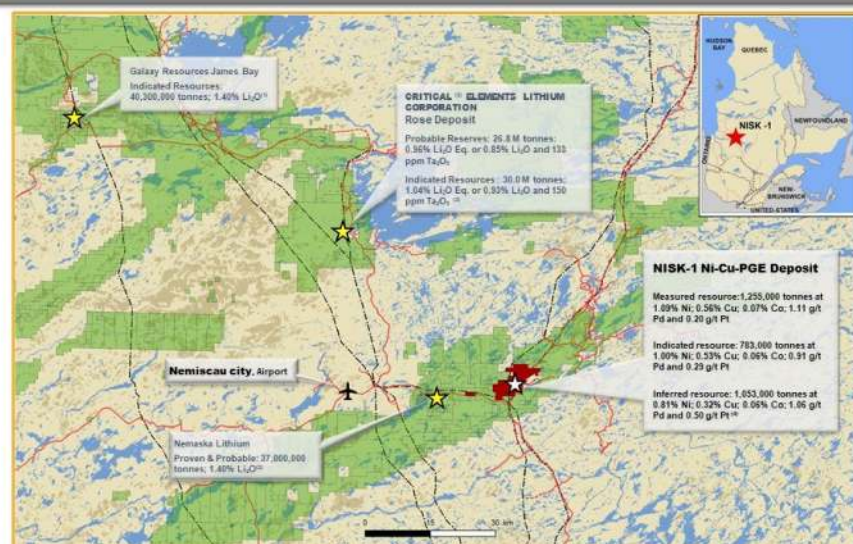 Galaxy Resources James Bay
Indicated Resources:
40,300,000 tonnes; 1.40% Li₂O⁽¹⁾
CRITICAL ELEMENTS LITHIUM
CORPORATION
Rose Deposit
Probable Reserves: 26.8 M tonnes:
0.96% Li₂O Eq. or 0.85% Li₂O and 133
ppm Ta₂O₅
Indicated Resources : 30.0 M tonnes;
1.04% Li₂O Eq. or 0.93% Li₂O and 150
ppm Ta₂O₅
HUDSON
BAY
QUEBEC
NEWFOUNDLAND
NISK -1
ONTARIO
NEW-
BRUNSWICK
UNITED-STATES
NISK-1 Ni-Cu-PGE Deposit
Measured resource:1,255,000 tonnes at
1.09% Ni; 0.56% Cu; 0.07% Co; 1.11 g/t
Pd and 0.20 g/t Pt
Indicated resource: 783,000 tonnes at
1.00% Ni; 0.53% Cu; 0.06% Co; 0.91 g/t
Pd and 0.29 g/t Pt
Inferred resource: 1,053,000 tonnes at
0.81% Ni; 0.32% Cu; 0.06% Co; 1.06 g/t
Pd and 0.50 g/t Pt
Nemiscau city, Airport
Nemaska Lithium
Proven & Probable: 37,000,000
tonnes; 1.40% Li₂O
0 15 30 km